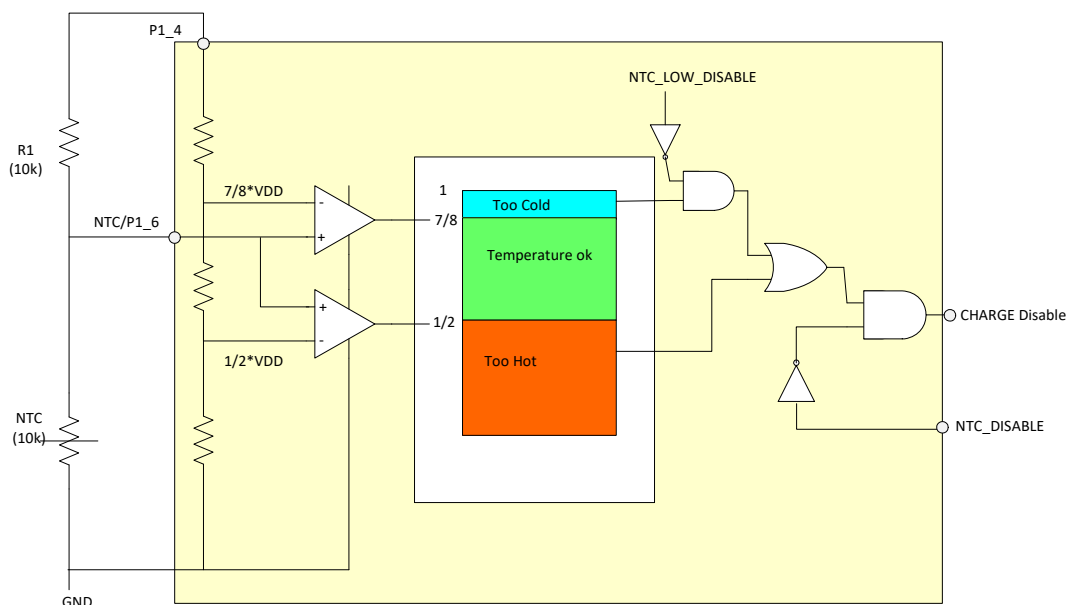 P1_4
NTC_LOW_DISABLE
R1
(10k)
7/8*VDD
-
+
1
Too Cold
7/8
NTC/P1_6
Temperature ok
+
-
1/2
CHARGE Disable
1/2*VDD
Too Hot
NTC
(10k)
NTC_DISABLE
GND